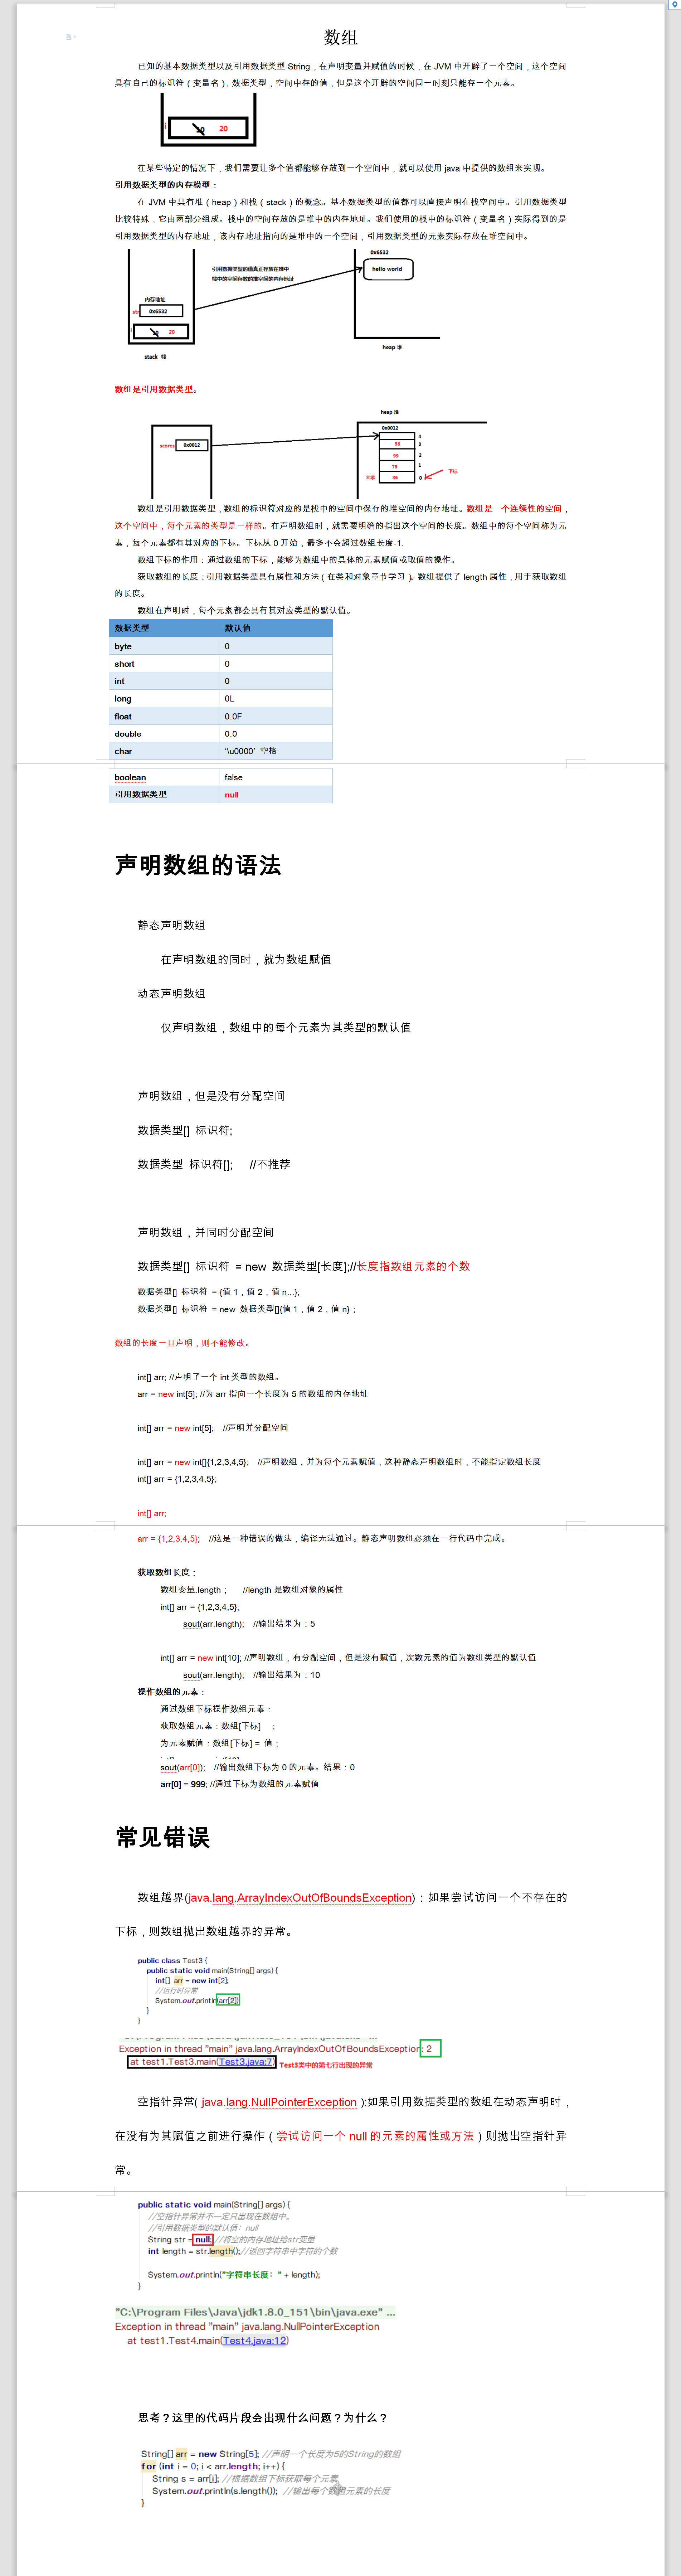 数组
已知的基本数据类型以及引用数据类型 String，在声明变量并赋值的时候，在 JVM 中开辟了一个空间，这个空间
具有自己的标识符（变量名），数据类型，空间中存的值，但是这个开辟的空间同一时刻只能存一个元素。
i 10 20
在某些特定的情况下，我们需要让多个值都能够存放到一个空间中，就可以使用 java 中提供的数组来实现。
引用数据类型的内存模型：
在 JVM 中具有堆（heap）和栈（stack）的概念。基本数据类型的值都可以直接声明在栈空间中。引用数据类型
比较特殊，它由两部分组成。栈中的空间存放的是堆中的内存地址。我们使用的栈中的标识符（变量名）实际得到的是
引用数据类型的内存地址，该内存地址指向的是堆中的一个空间，引用数据类型的元素实际存放在堆空间中。
0x6532
引用数据类型的值真正存放在堆中
hello world
栈中的空间存放的堆空间的内存地址
内存地址
str 0x6532
i 10 20
heap 堆
stack 栈
数组是引用数据类型。
heap 堆
0x0012
scores 0x0012
4
93 3
99 2
78 1
下标
元素 98 0
数组是引用数据类型，数组的标识符对应的是栈中的空间中保存的堆空间的内存地址。数组是一个连续性的空间，
这个空间中，每个元素的类型是一样的。在声明数组时，就需要明确的指出这个空间的长度。数组中的每个空间称为元
素，每个元素都有其对应的下标。下标从 0 开始，最多不会超过数组长度-1.
数组下标的作用：通过数组的下标，能够为数组中的具体的元素赋值或取值的操作。
获取数组的长度：引用数据类型具有属性和方法（在类和对象章节学习）。数组提供了 length 属性，用于获取数组
的长度。
数组在声明时，每个元素都会具有其对应类型的默认值。
数据类型 默认值
byte 0
short 0
int 0
long 0L
float 0.0F
double 0.0
char '\u0000' 空格
boolean false
引用数据类型 null
声明数组的语法
静态声明数组
在声明数组的同时，就为数组赋值
动态声明数组
仅声明数组，数组中的每个元素为其类型的默认值
声明数组，但是没有分配空间
数据类型[] 标识符;
数据类型 标识符[]; //不推荐
声明数组，并同时分配空间
数据类型[] 标识符 = new 数据类型[长度];//长度指数组元素的个数
数据类型[] 标识符 = {值 1，值 2，值 n...};
数据类型[] 标识符 = new 数据类型[]{值 1，值 2，值 n}；
数组的长度一旦声明，则不能修改。
int[] arr; //声明了一个 int 类型的数组。
arr = new int[5]; //为 arr 指向一个长度为 5 的数组的内存地址
int[] arr = new int[5]; //声明并分配空间
int[] arr = new int[]{1,2,3,4,5}; //声明数组，并为每个元素赋值，这种静态声明数组时，不能指定数组长度
int[] arr = {1,2,3,4,5};
int[] arr;
arr = {1,2,3,4,5}; //这是一种错误的做法，编译无法通过。静态声明数组必须在一行代码中完成。
获取数组长度：
数组变量.length； //length 是数组对象的属性
int[] arr = {1,2,3,4,5};
sout(arr.length); //输出结果为：5
int[] arr = new int[10]; //声明数组，有分配空间，但是没有赋值，次数元素的值为数组类型的默认值
sout(arr.length); //输出结果为：10
操作数组的元素：
通过数组下标操作数组元素：
获取数组元素：数组[下标] ；
为元素赋值：数组[下标] = 值；
sout(arr[0]); //输出数组下标为 0 的元素。结果：0
arr[0] = 999; //通过下标为数组的元素赋值
常见错误
数组越界(java.lang.ArrayIndexOutOfBoundsException)：如果尝试访问一个不存在的
下标，则数组抛出数组越界的异常。
public class Test3 {
public static void main(String[] args) {
int[] arr = new int[2];
//运行时异常
System.out.println(arr[2])
}
}
Exception in thread "main" java.lang.ArrayIndexOutOfBoundsException: 2
at test1.Test3.main(Test3.java:7) Test3类中的第七行出现的异常
空指针异常( java.lang.NullPointerException ):如果引用数据类型的数组在动态声明时，
在没有为其赋值之前进行操作（尝试访问一个 null 的元素的属性或方法）则抛出空指针异
常。
public static void main(String[] args) {
//空指针异常并不一定只出现在数组中。
//引用数据类型的默认值：null
String str = null; //将空的内存地址给str变量
int length = str.length();//返回字符串中字符的个数
System.out.println("字符串长度：" + length);
}
"C:\Program Files\Java\jdk1.8.0_151\bin\java.exe" ...
Exception in thread "main" java.lang.NullPointerException
at test1.Test4.main(Test4.java:12)
思考？这里的代码片段会出现什么问题？为什么？
String[] arr = new String[5]; //声明一个长度为5的String的数组
for (int i = 0; i < arr.length; i++) {
String s = arr[i]; //根据数组下标获取每个元素
System.out.println(s.length()); //输出每个数组元素的长度
}